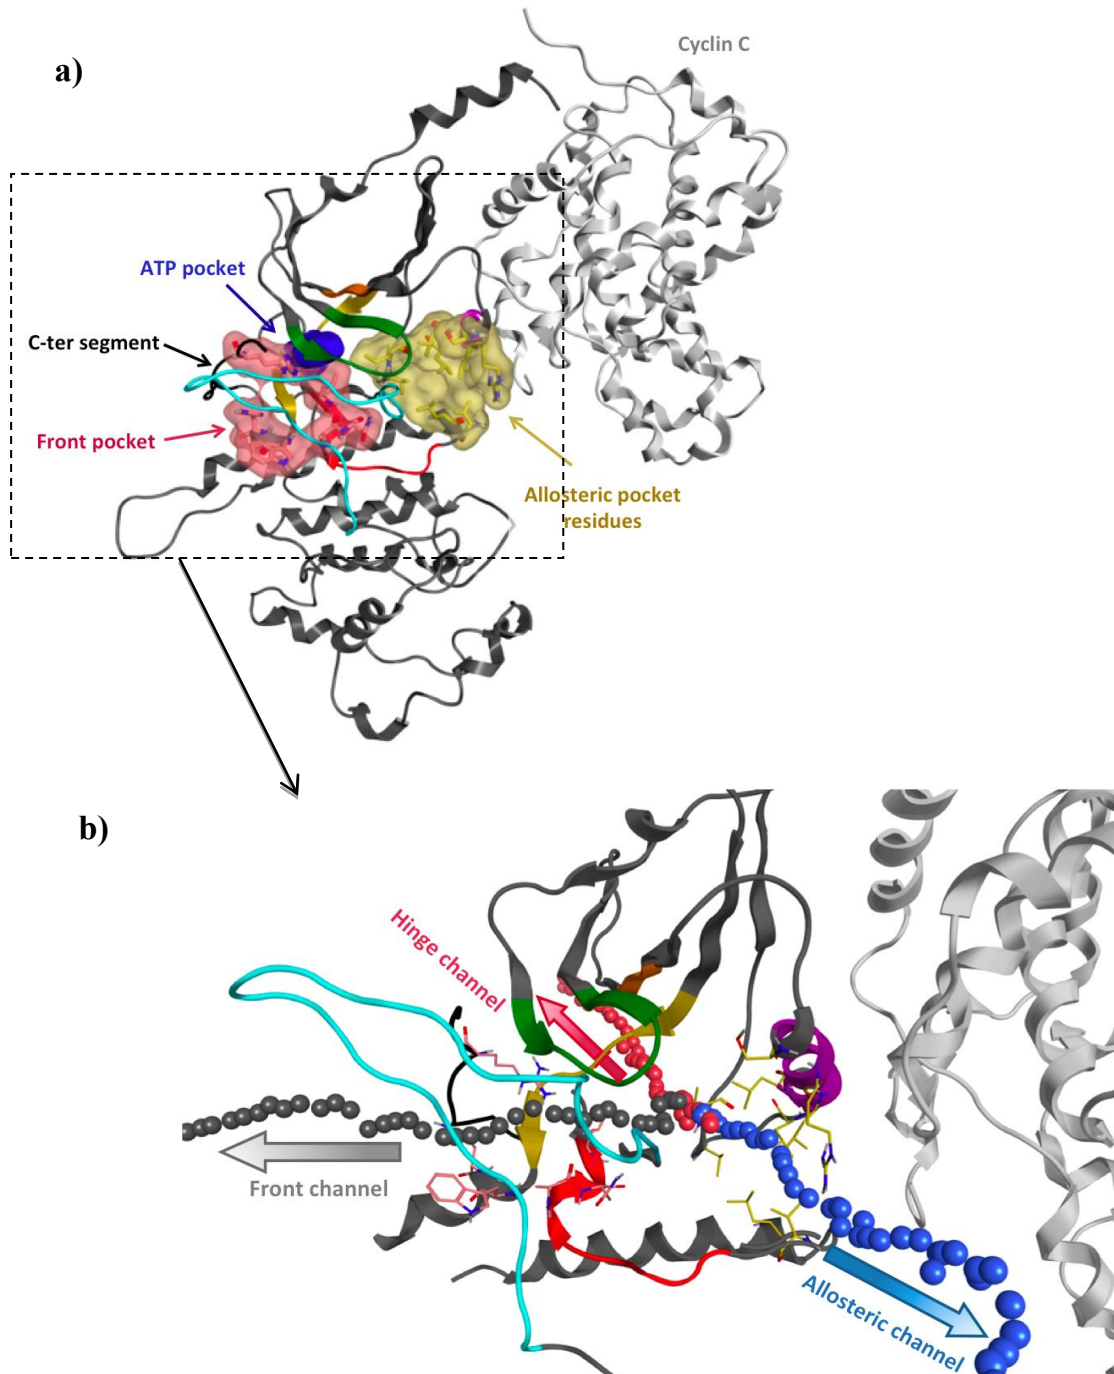 a)
Cyclin C
ATP pocket
C-ter segment
Front pocket
Allosteric pocket
residues
b)
Hinge channel
Front channel
Allosteric channel